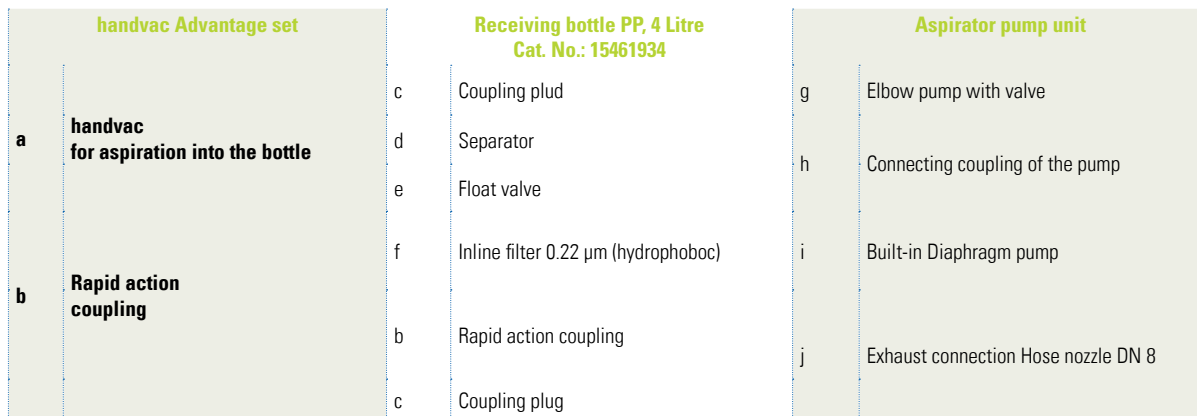 handvac Advantage set
a
handvac
for aspiration into the bottle
b
Rapid action
coupling
Receiving bottle PP, 4 Litre
Cat. No.: 15461934
c Coupling plud
d Separator
e Float valve
f Inline filter 0.22 µm (hydrophoboc)
b Rapid action coupling
c Coupling plug
Aspirator pump unit
g Elbow pump with valve
h Connecting coupling of the pump
i Built-in Diaphragm pump
j Exhaust connection Hose nozzle DN 8